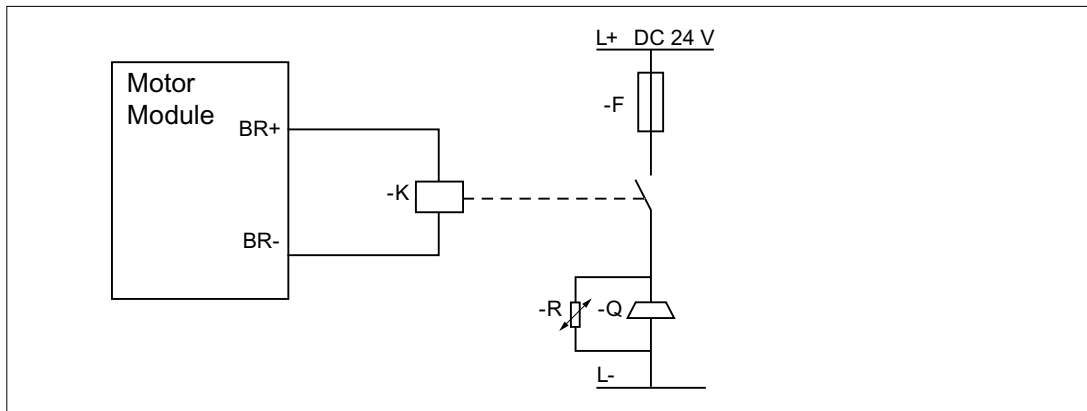 Motor
Module
BR+
BR-
-K
L+ DC 24 V
-F
-R
-Q
L-